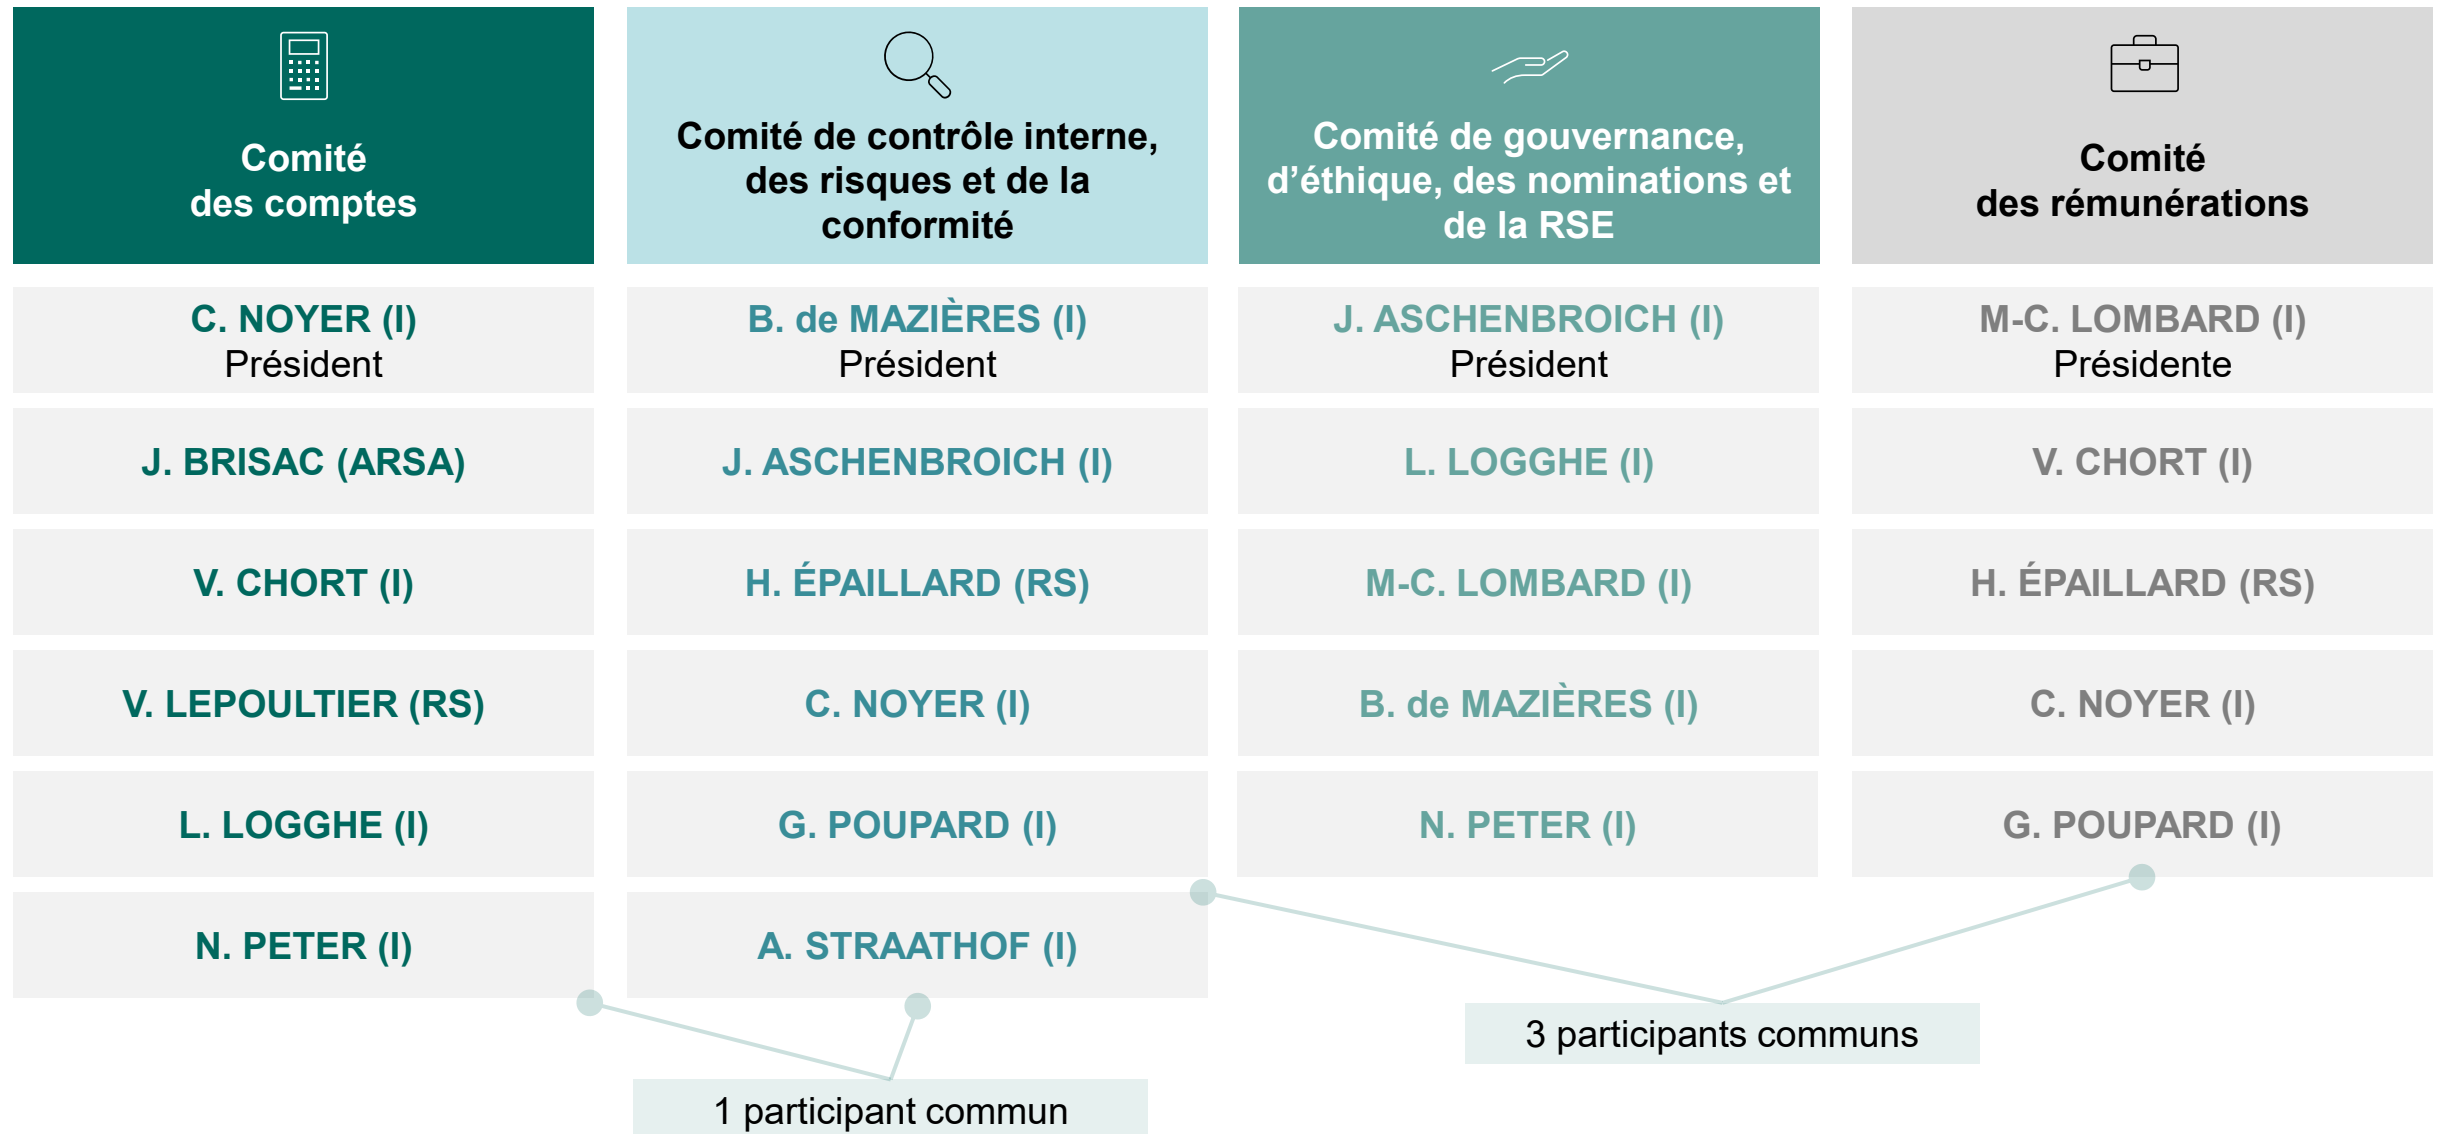 Comité
des comptes
Comité de contrôle interne,
des risques et de la
conformité
Comité de gouvernance,
d’éthique, des nominations et
de la RSE
Comité
des rémunérations
C. NOYER (I)
Président
B. de MAZIÈRES (I)
Président
J. ASCHENBROICH (I)
Président
M-C. LOMBARD (I)
Présidente
J. BRISAC (ARSA)
J. ASCHENBROICH (I)
L. LOGGHE (I)
V. CHORT (I)
V. CHORT (I)
H. ÉPAILLARD (RS)
M-C. LOMBARD (I)
H. ÉPAILLARD (RS)
V. LEPOULTIER (RS)
C. NOYER (I)
B. de MAZIÈRES (I)
C. NOYER (I)
L. LOGGHE (I)
G. POUPARD (I)
N. PETER (I)
G. POUPARD (I)
N. PETER (I)
A. STRAATHOF (I)
3 participants communs
1 participant commun